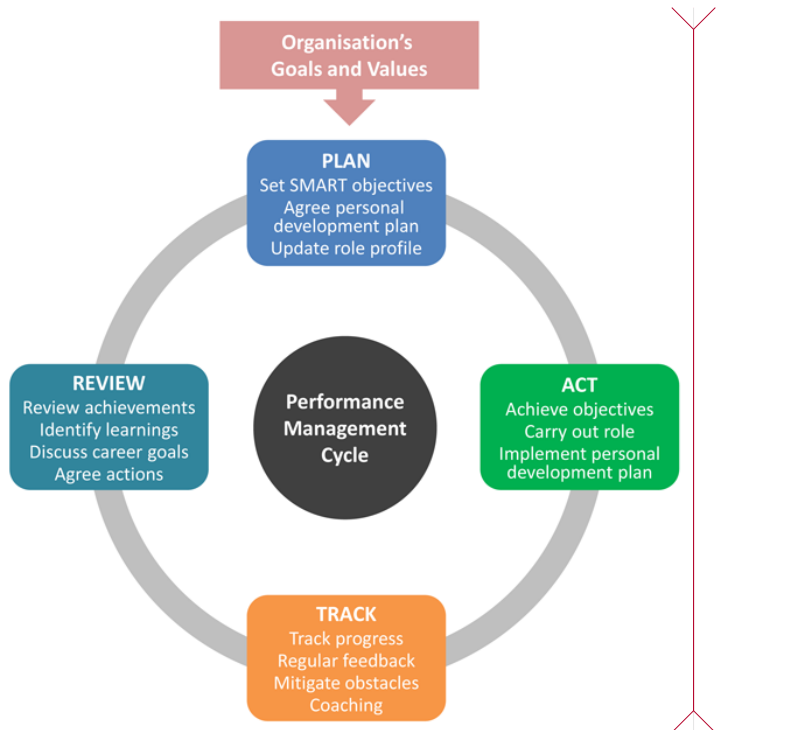 Organisation's
Goals and Values
PLAN
Set SMART objectives
Agree personal
development plan
Update role profile
REVIEW
Review achievements
Identify learnings
Discuss career goals
Agree actions
Performance
Management
Cycle
ACT
Achieve objectives
Carry out role
Implement personal
development plan
TRACK
Track progress
Regular feedback
Mitigate obstacles
Coaching